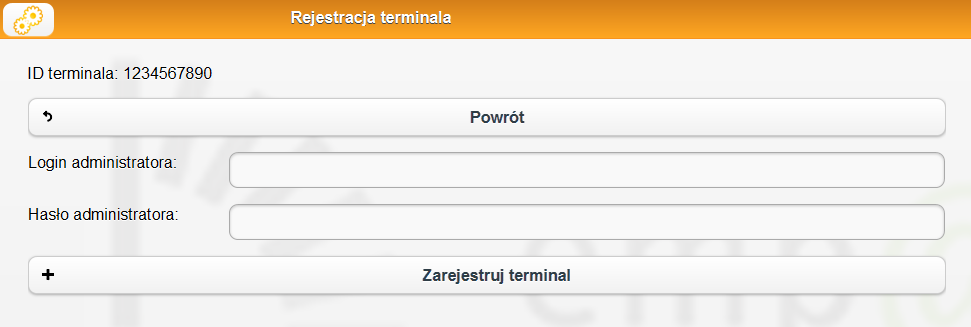 Rejestracja terminala
ID terminala: 1234567890
Powrót
Login administratora:
Hasło administratora:
Zarejestruj terminal